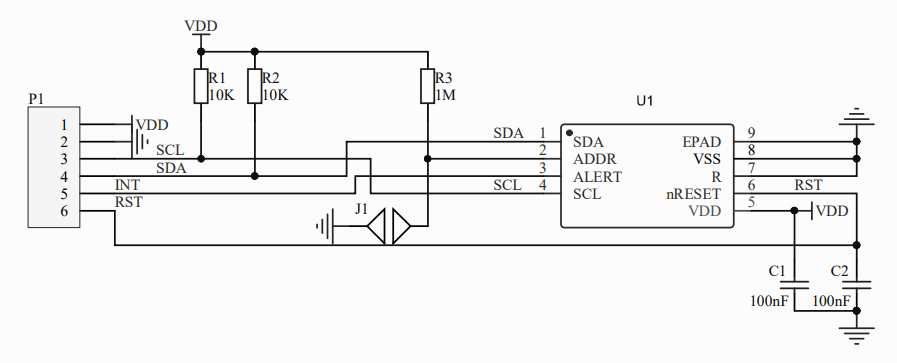 VDD
R1
10K
R2
10K
R3
1M
P1
1
2
3
4
5
6
VDD
SCL
SDA
INT
RST
J1
U1
SDA 1
2
3
SCL 4
SDA
ADDR
ALERT
SCL
EPAD
VSS
R
nRESET
VDD
9
8
7
6 RST
5
VDD
C1
100nF
C2
100nF